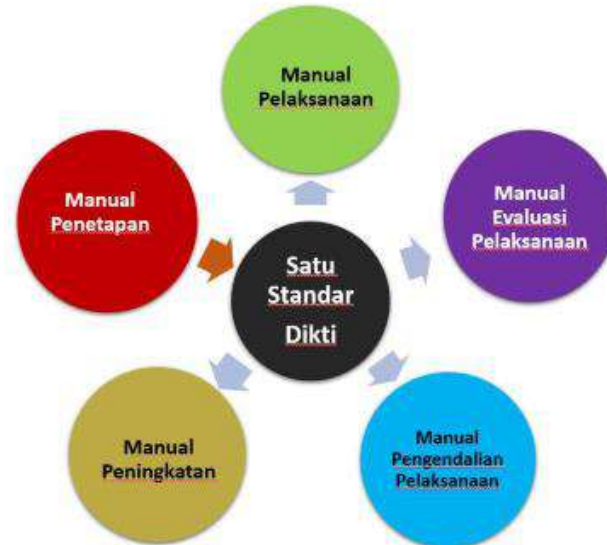 Manual
Pelaksanaan
Manual
Penetapan
Manual
Evaluasi
Pelaksanaan
Satu
Standar
Dikti
Manual
Peningkatan
Manual
Pengendalian
Pelaksanaan